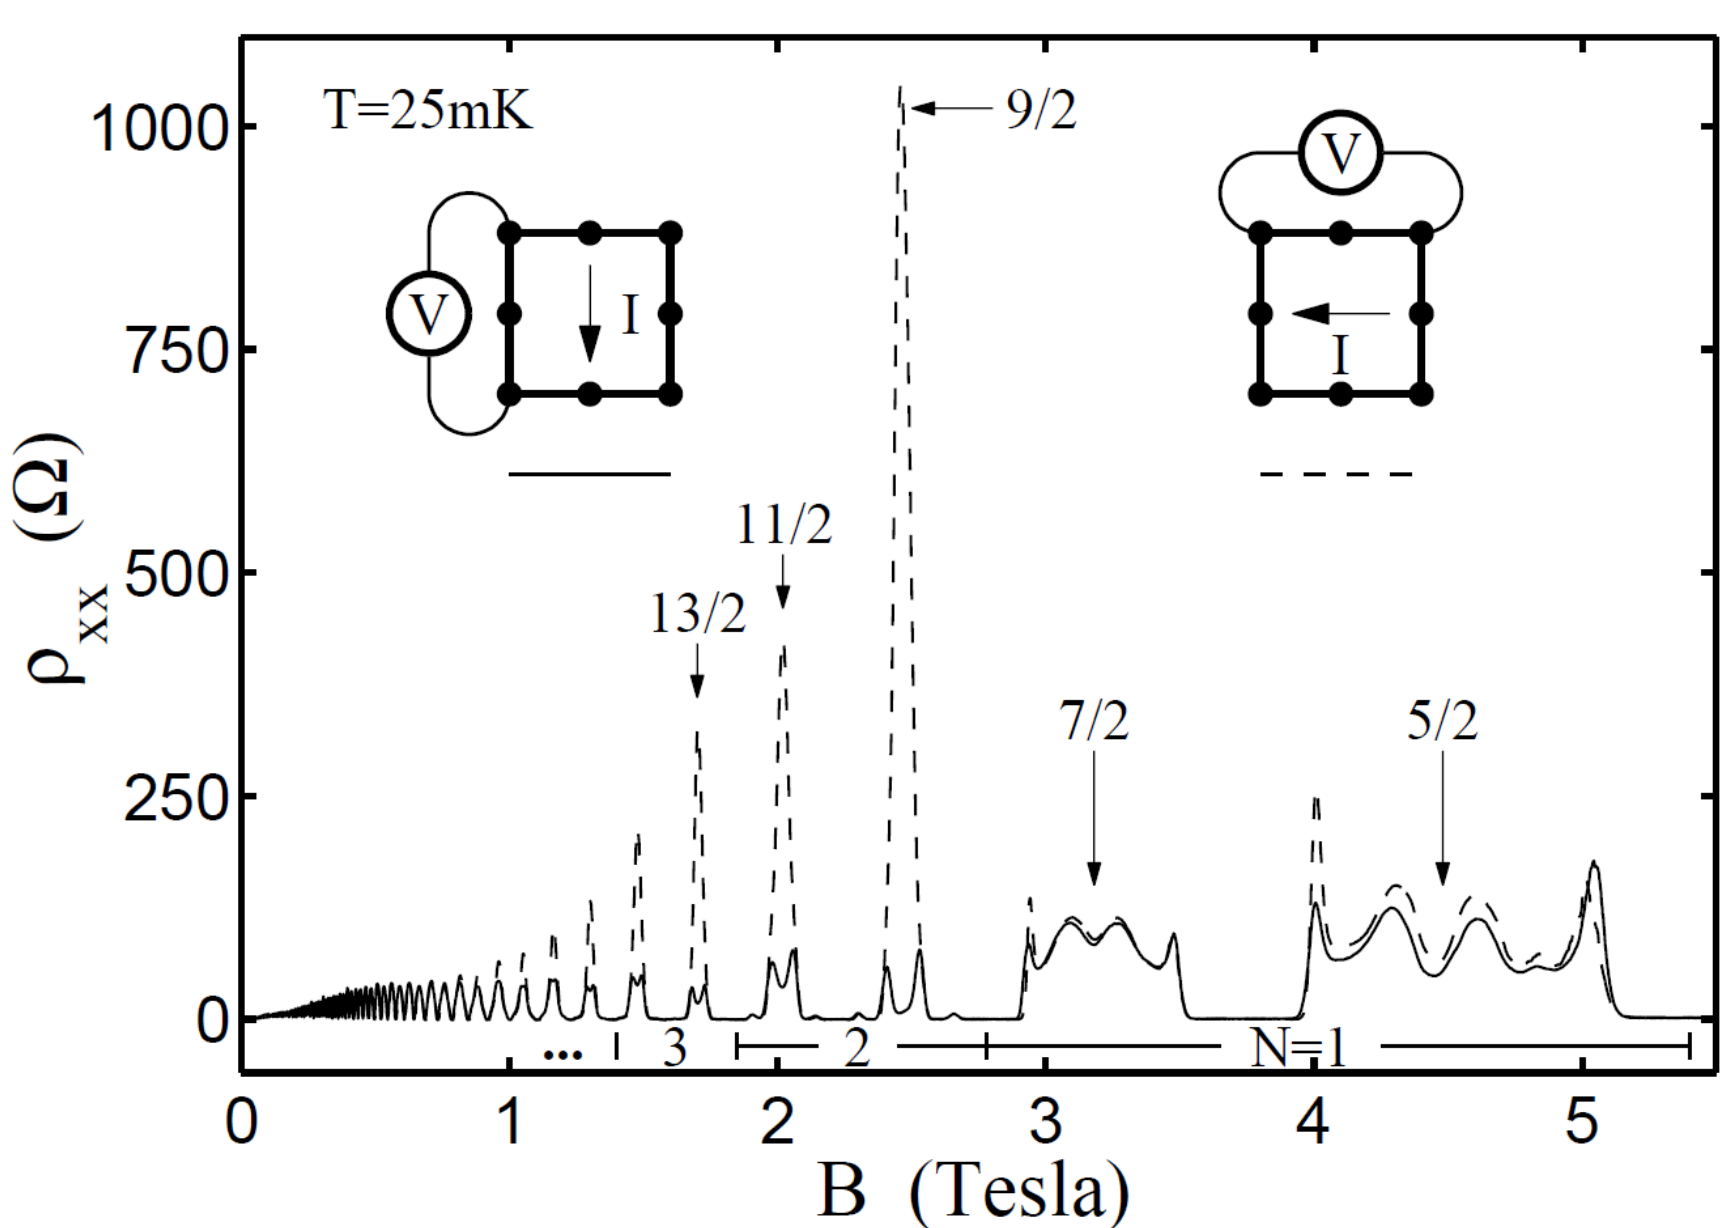 T=25mK
9/2
V
I
V
I
11/2
13/2
7/2
5/2
1000
750
500
250
0
ρxx (Ω)
... 3 2 N=1
0 1 2 3 4 5
B (Tesla)